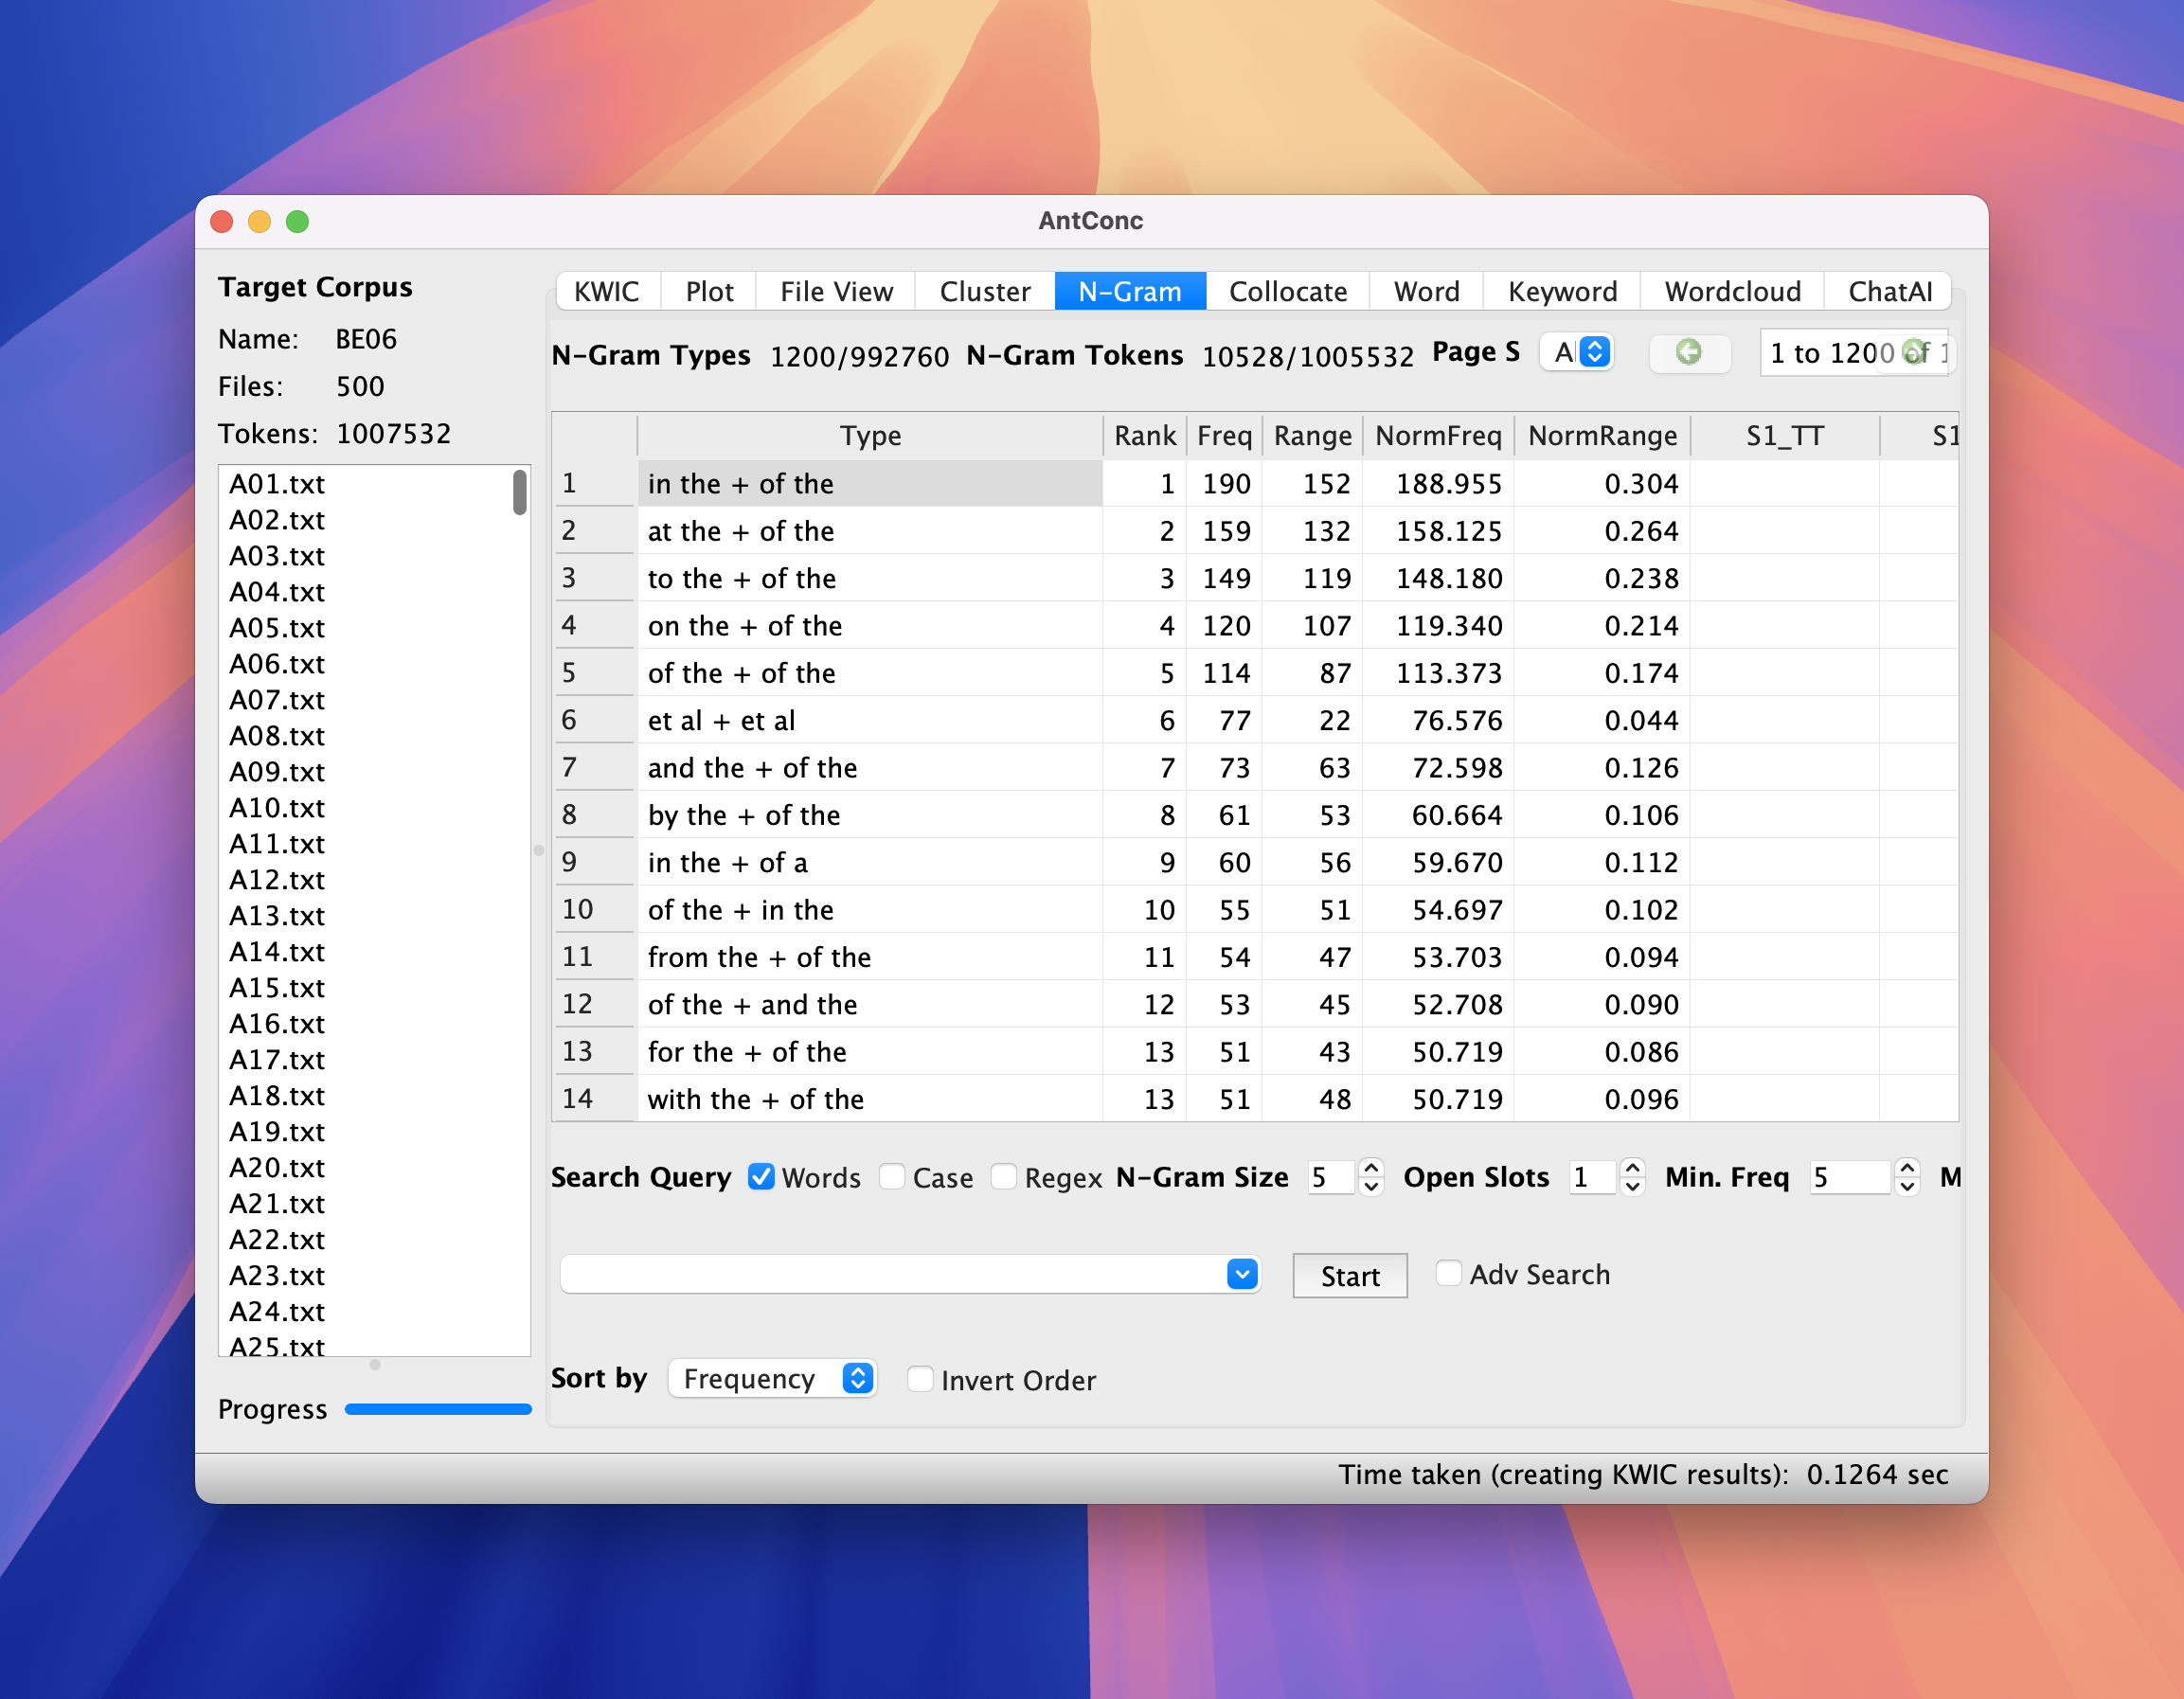 AntConc
Target Corpus
Name: BE06
Files: 500
Tokens: 1007532
A01.txt
A02.txt
A03.txt
A04.txt
A05.txt
A06.txt
A07.txt
A08.txt
A09.txt
A10.txt
A11.txt
A12.txt
A13.txt
A14.txt
A15.txt
A16.txt
A17.txt
A18.txt
A19.txt
A20.txt
A21.txt
A22.txt
A23.txt
A24.txt
A25.txt
Progress
KWIC Plot File View Cluster N-Gram Collocate Word Keyword Wordcloud ChatAI
N-Gram Types 1200/992760 N-Gram Tokens 10528/1005532 Page S A 1 to 1200 of 1
Type Rank Freq Range NormFreq NormRange S1_TT S1
1 in the + of the 1 190 152 188.955 0.304
2 at the + of the 2 159 132 158.125 0.264
3 to the + of the 3 149 119 148.180 0.238
4 on the + of the 4 120 107 119.340 0.214
5 of the + of the 5 114 87 113.373 0.174
6 et al + et al 6 77 22 76.576 0.044
7 and the + of the 7 73 63 72.598 0.126
8 by the + of the 8 61 53 60.664 0.106
9 in the + of a 9 60 56 59.670 0.112
10 of the + in the 10 55 51 54.697 0.102
11 from the + of the 11 54 47 53.703 0.094
12 of the + and the 12 53 45 52.708 0.090
13 for the + of the 13 51 43 50.719 0.086
14 with the + of the 13 51 48 50.719 0.096
Search Query Words Case Regex N-Gram Size 5 Open Slots 1 Min. Freq 5 M
Start Adv Search
Sort by Frequency Invert Order
Time taken (creating KWIC results): 0.1264 sec